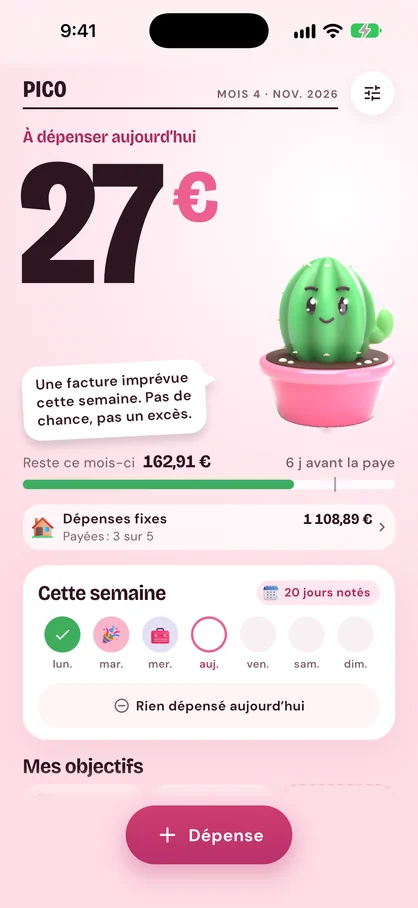 9:41
PICO
MOIS 4 · NOV. 2026
À dépenser aujourd'hui
27 €
Une facture imprévue
cette semaine. Pas de
chance, pas un excès.
Reste ce mois-ci 162,91 €
6 j avant la paye
Dépenses fixes
1 108,89 €
Payées : 3 sur 5
Cette semaine
20 jours notés
lun. mar. mer. auj. ven. sam. dim.
Rien dépensé aujourd'hui
Mes objectifs
+ Dépense